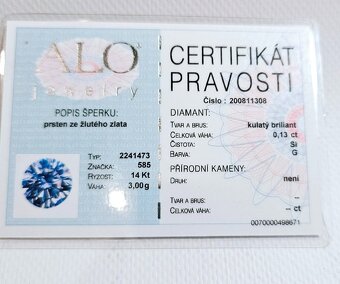 ALO
jewelry
POPIS ŠPERKU:
prsten ze žlutého zlata
TYP: 2241473
ZNAČKA: 585
RYZOST: 14 Kt
VÁHA: 3,00g
CERTIFIKÁT
PRAVOSTI
Číslo : 200811308
DIAMANT:
TVAR A BRUS: kulatý briliant
CELKOVÁ VÁHA: 0,13 ct
ČISTOTA: Si
BARVA: G
PŘÍRODNÍ KAMENY:
DRUH: není
TVAR A BRUS: --
CELKOVÁ VÁHA: -- ct
0070000498671